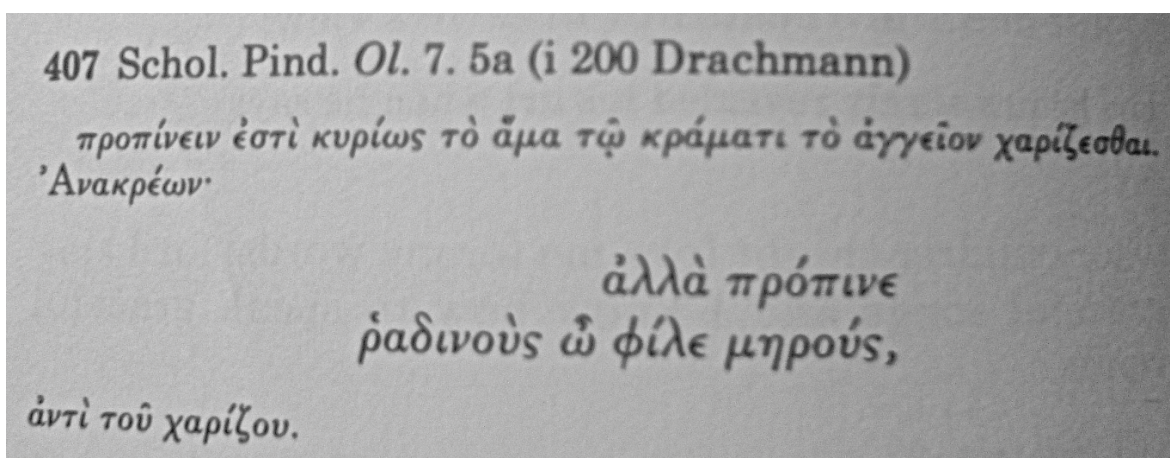 407 Schol. Pind. Ol. 7. 5a (i 200 Drachmann)
προπίνειν ἐστὶ κυρίως τὸ ἅμα τῷ κράματι τὸ ἀγγεῖον χαρίζεσθαι.
Ἀνακρέων·
ἀλλὰ πρόπινε
ῥαδινοὺς ὦ φίλε μηρούς,
ἀντὶ τοῦ χαρίζου.